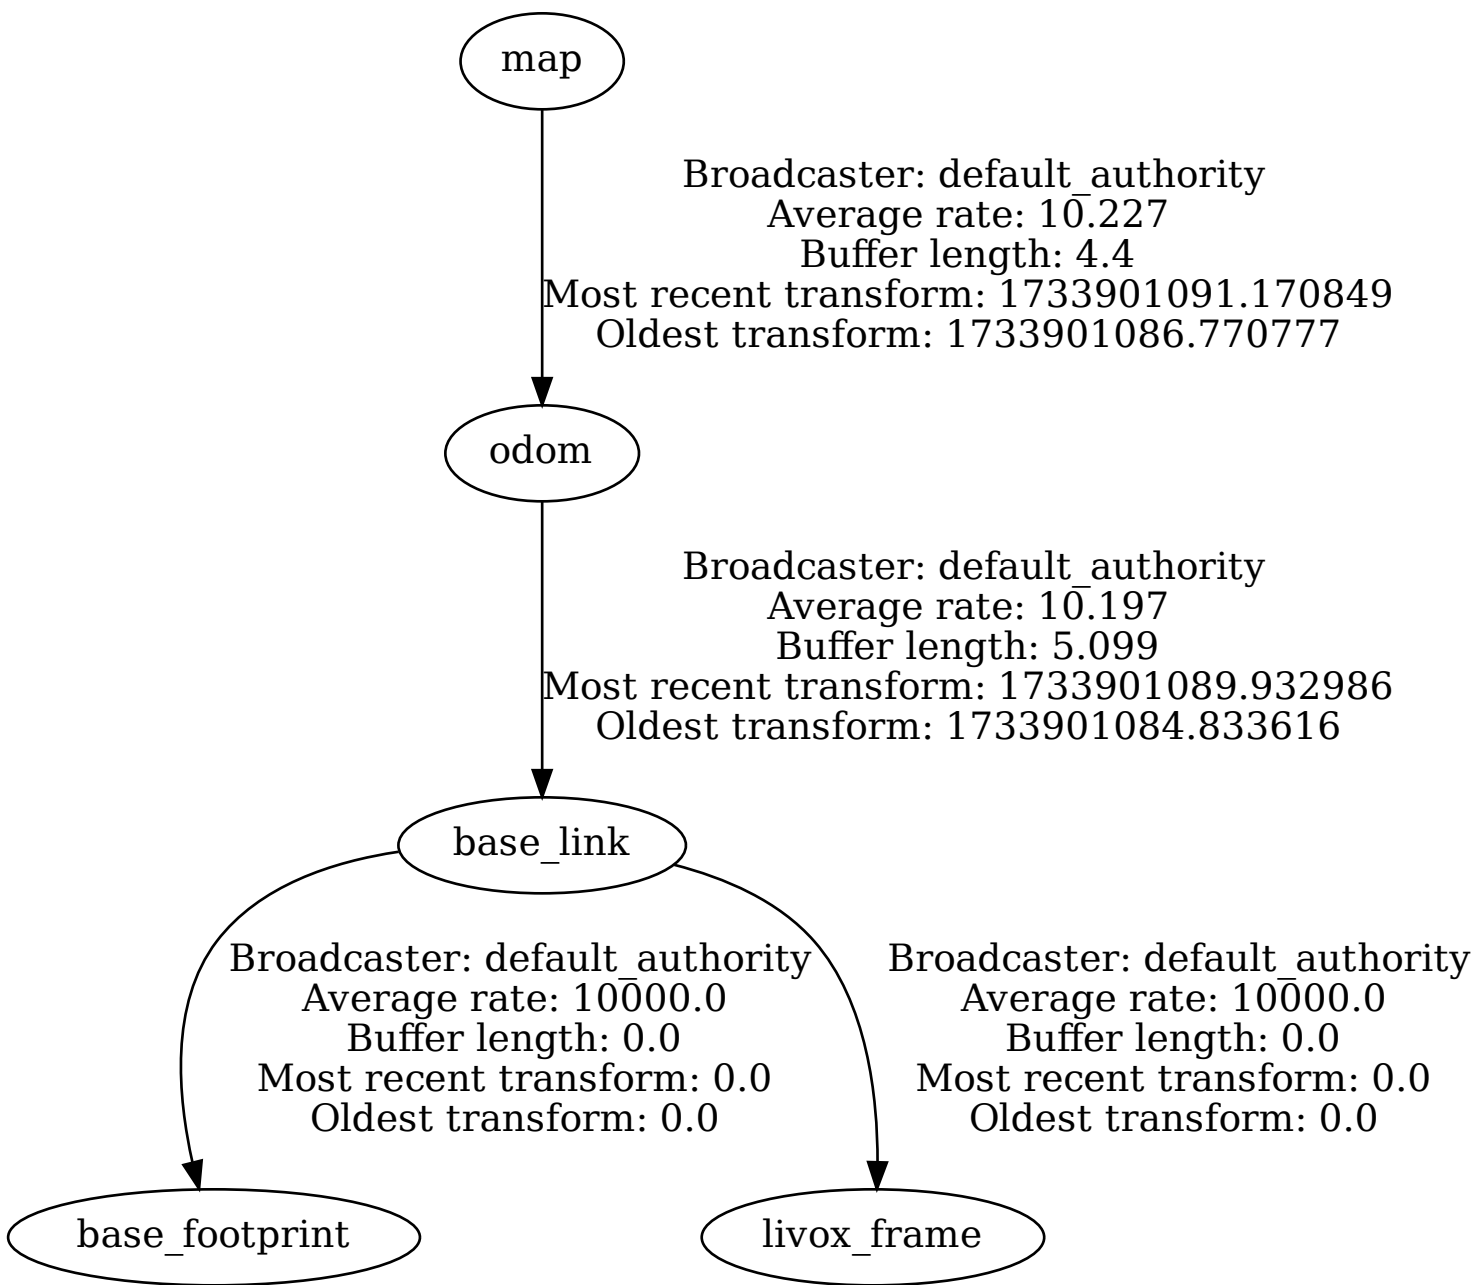 map
Broadcaster: default_authority
Average rate: 10.227
Buffer length: 4.4
Most recent transform: 1733901091.170849
Oldest transform: 1733901086.770777
odom
Broadcaster: default_authority
Average rate: 10.197
Buffer length: 5.099
Most recent transform: 1733901089.932986
Oldest transform: 1733901084.833616
base_link
Broadcaster: default_authority
Average rate: 10000.0
Buffer length: 0.0
Most recent transform: 0.0
Oldest transform: 0.0
Broadcaster: default_authority
Average rate: 10000.0
Buffer length: 0.0
Most recent transform: 0.0
Oldest transform: 0.0
base_footprint
livox_frame